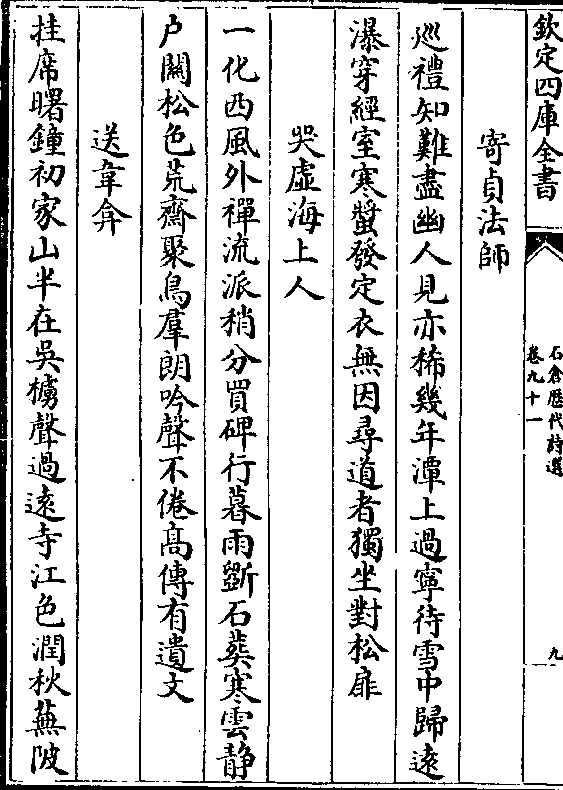 欽定四庫全書
石倉歷代詩選
卷九十一
九
寄貞法師
巡禮知難盡幽人見亦稀幾年潭上過寧待雪中歸遠
瀑穿經室寒螿發定衣無因尋道者獨坐對松扉
哭虛海上人
一化西風外禪流派稍分買碑行暮雨斸石葬寒雲静
户關松色荒齋聚鳥羣朗吟聲不倦高傳有遺文
送韋弇
挂席曙鐘初家山半在吳櫓聲過遠寺江色潤秋蕪陂